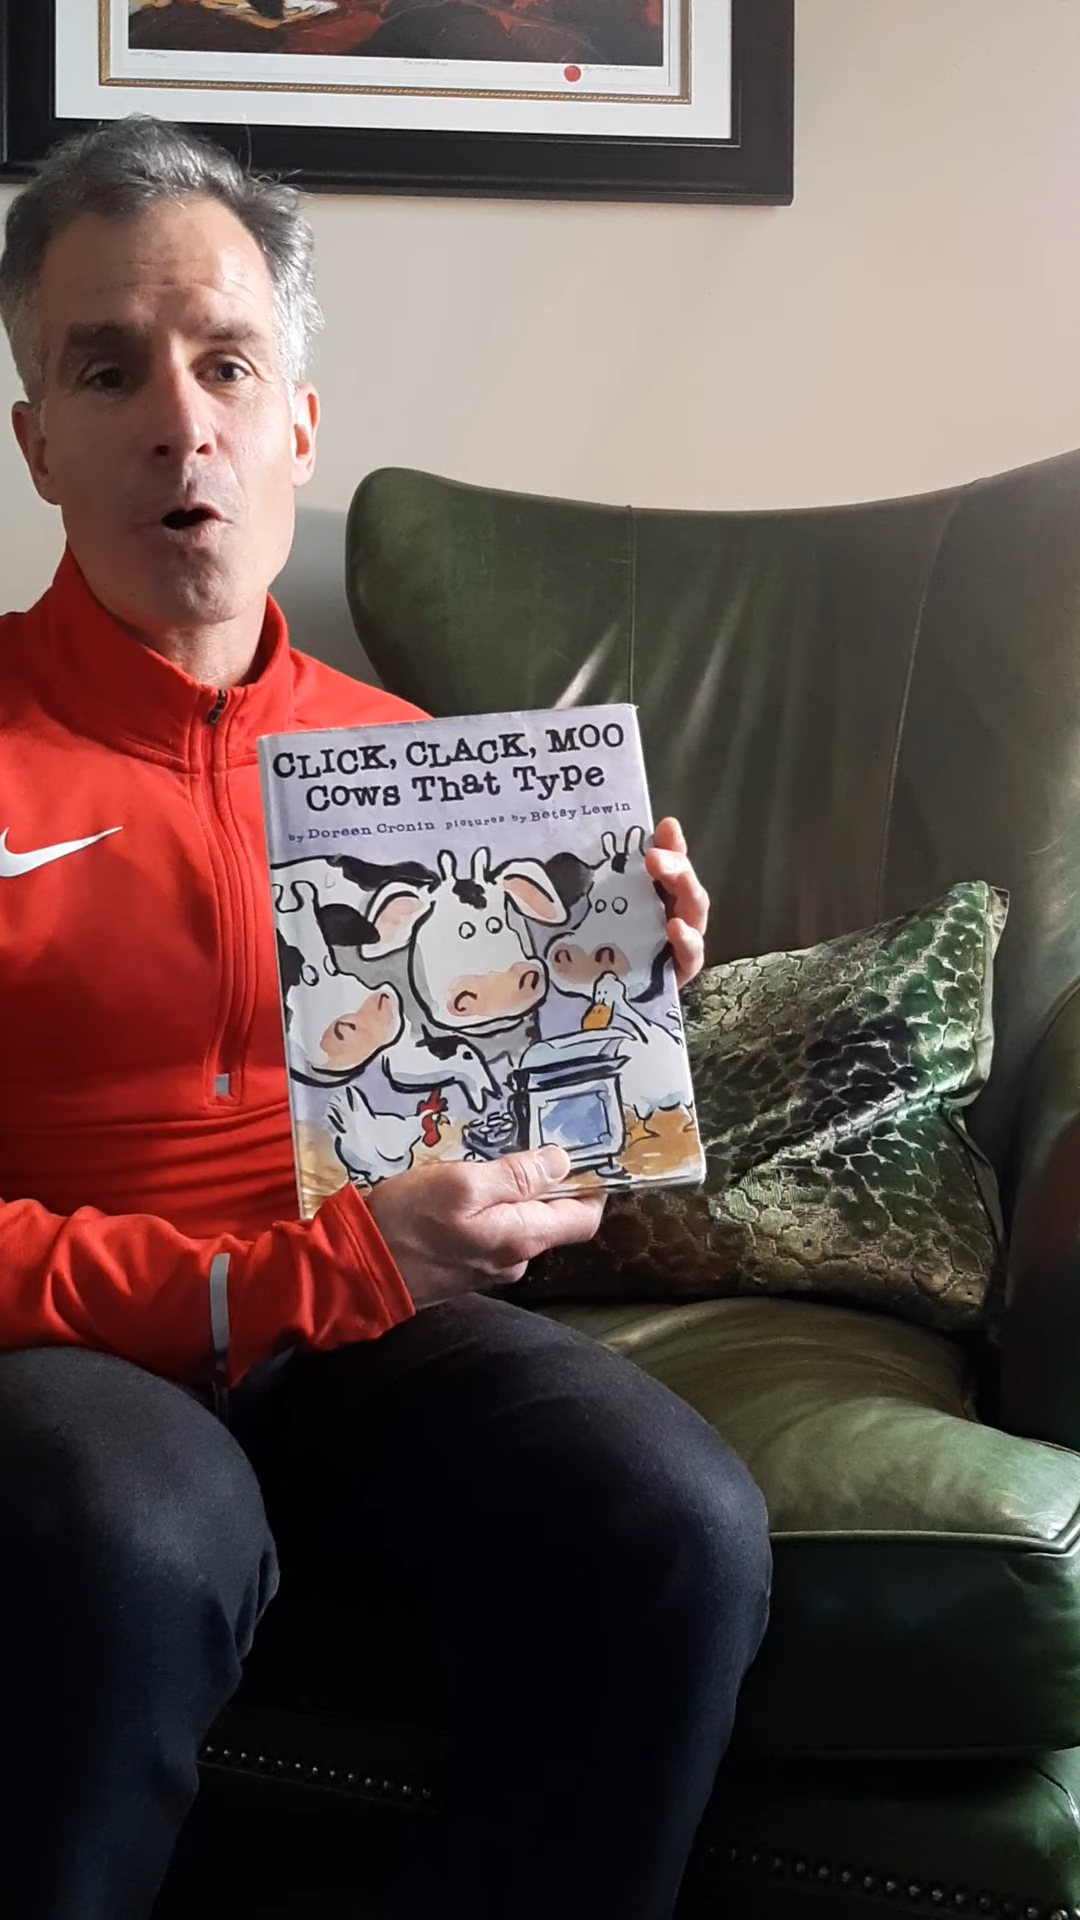 CLICK, CLACK, MOO
Cows That Type
by Doreen Cronin pictures by Betsy Lewin